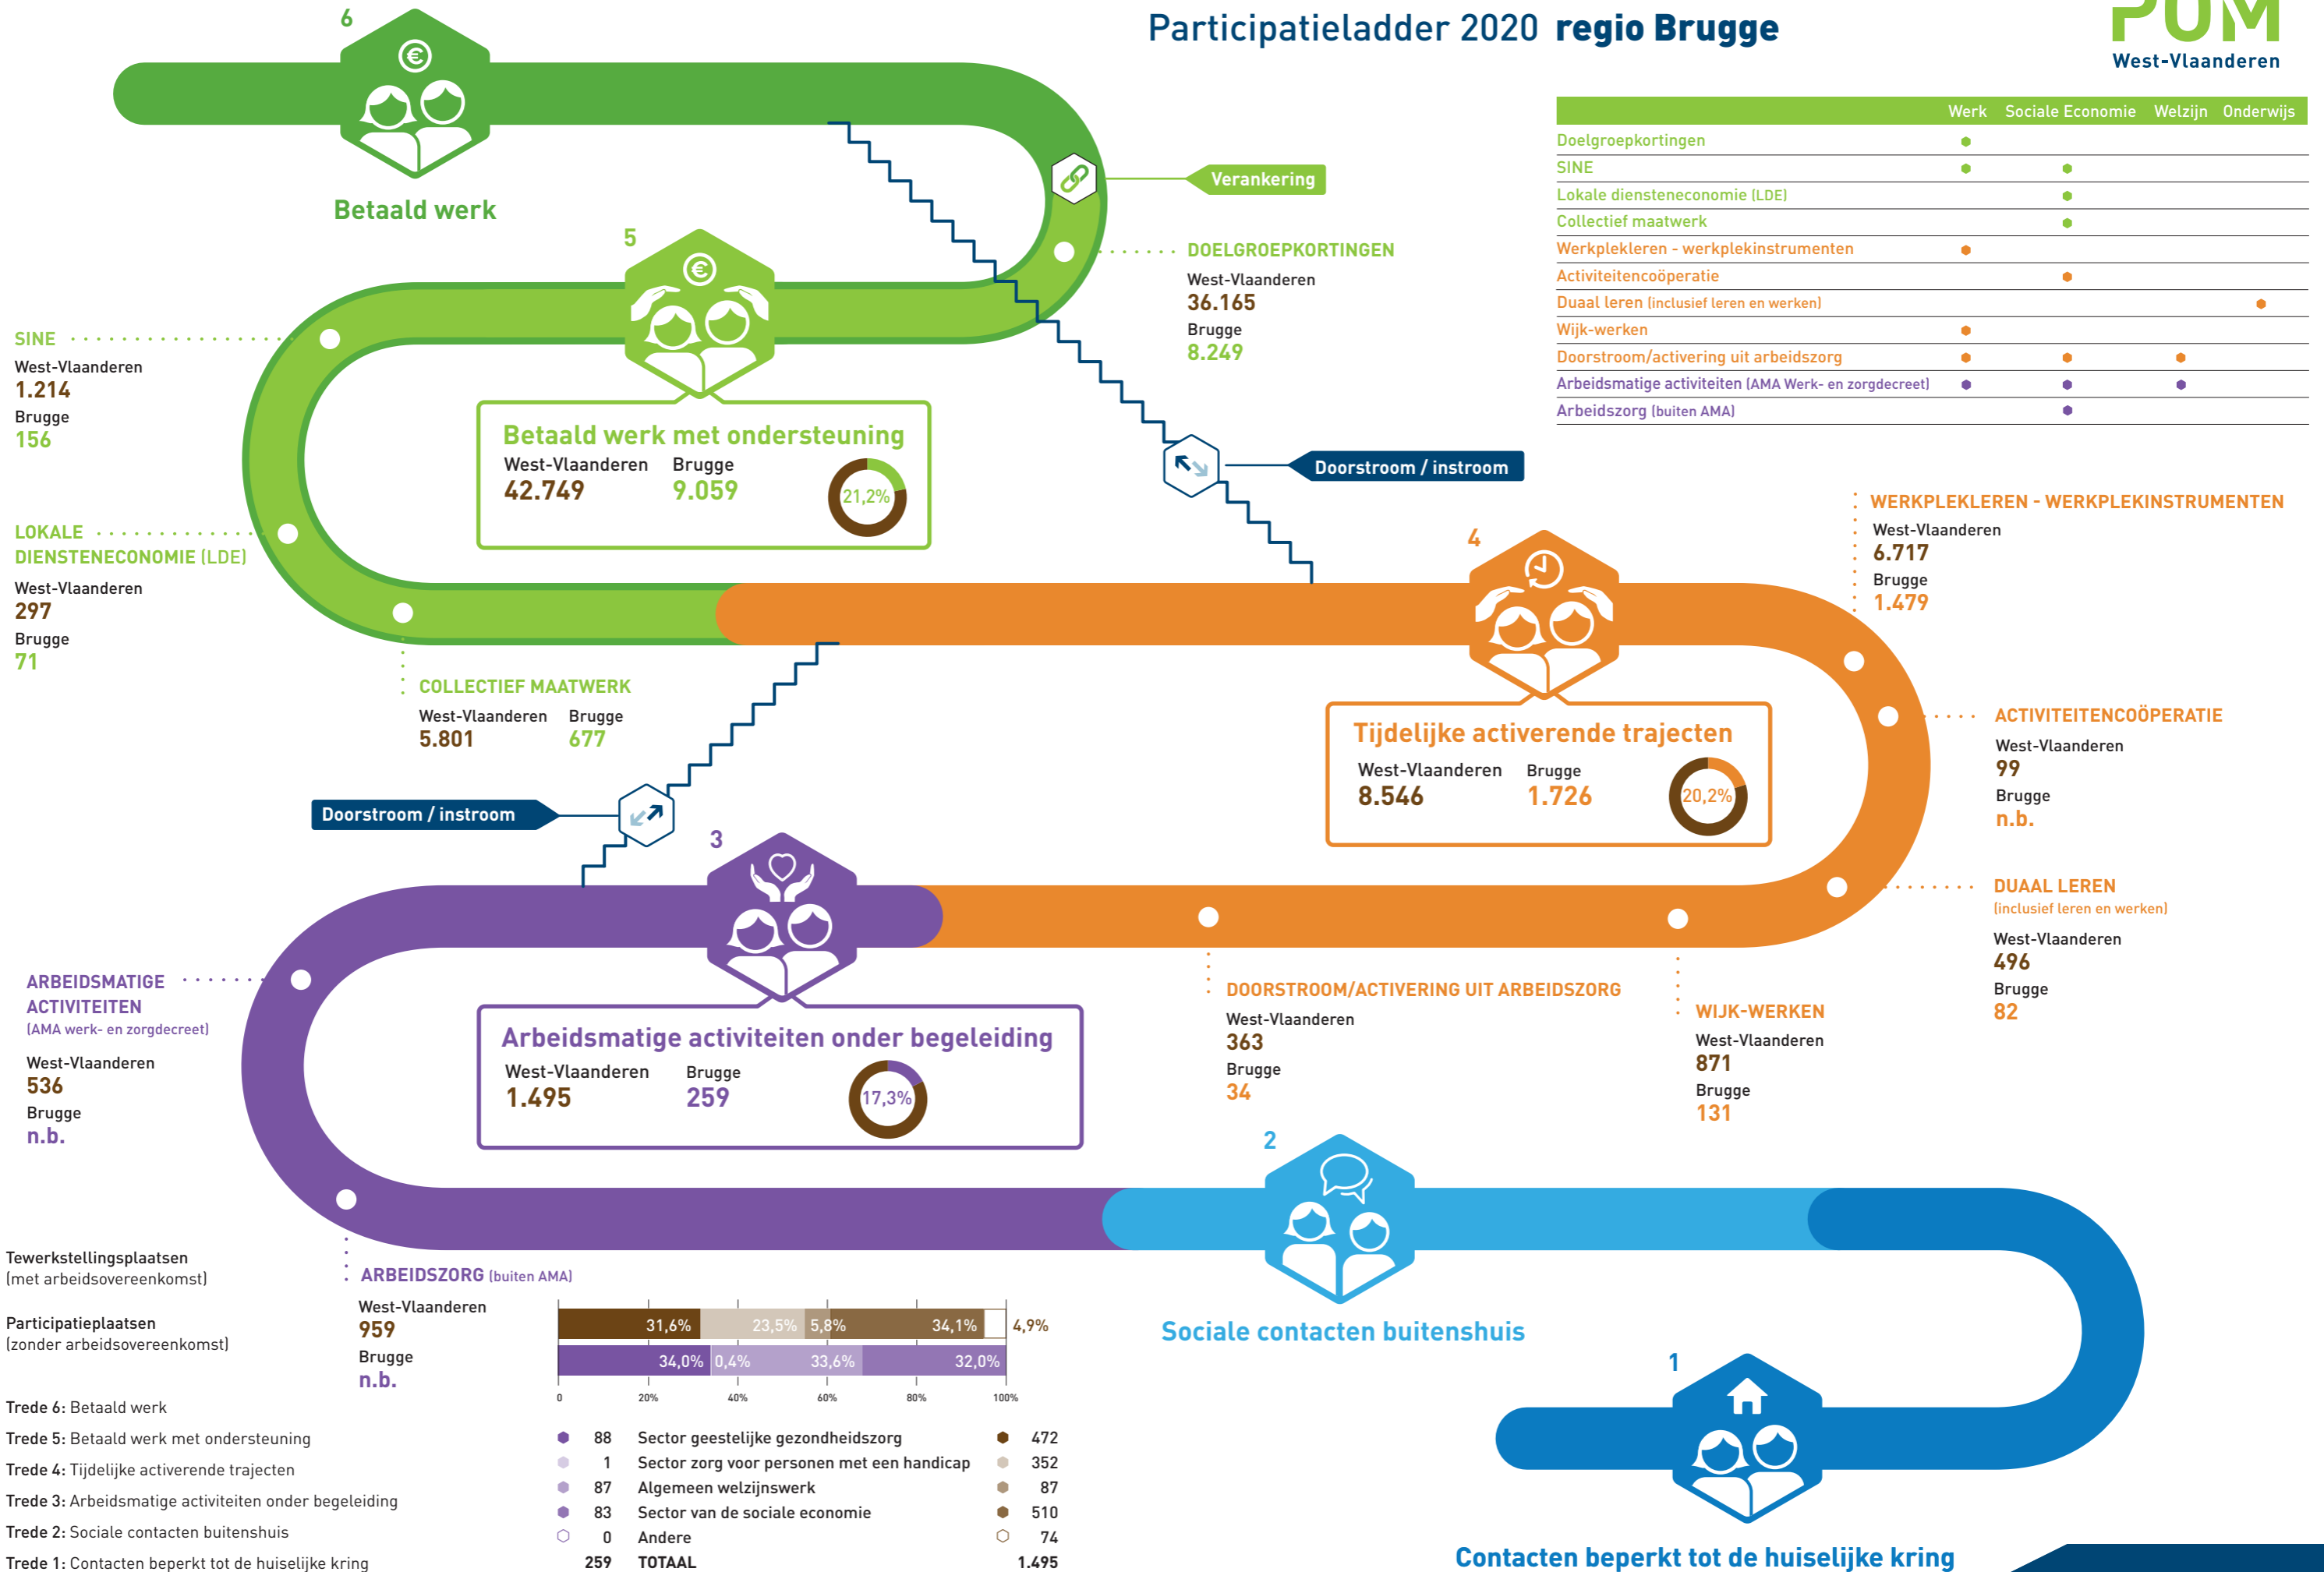 Participatieladder 2020 regio Brugge
POM
West-Vlaanderen
6
Betaald werk
Verankering
Werk Sociale Economie Welzijn Onderwijs
Doelgroepkortingen
SINE
Lokale diensteneconomie (LDE)
Collectief maatwerk
Werkplekleren - werkplekinstrumenten
Activiteitencoöperatie
Duaal leren (inclusief leren en werken)
Wijk-werken
Doorstroom/activering uit arbeidszorg
Arbeidsmatige activiteiten (AMA Werk- en zorgdecreet)
Arbeidszorg (buiten AMA)
DOELGROEPKORTINGEN
West-Vlaanderen
36.165
Brugge
8.249
5
Betaald werk met ondersteuning
West-Vlaanderen Brugge
42.749 9.059
21,2%
SINE
West-Vlaanderen
1.214
Brugge
156
LOKALE
DIENSTENECONOMIE (LDE)
West-Vlaanderen
297
Brugge
71
COLLECTIEF MAATWERK
West-Vlaanderen Brugge
5.801 677
Doorstroom / instroom
4
Tijdelijke activerende trajecten
West-Vlaanderen Brugge
8.546 1.726
20,2%
WERKPLEKLEREN - WERKPLEKINSTRUMENTEN
West-Vlaanderen
6.717
Brugge
1.479
ACTIVITEITENCOÖPERATIE
West-Vlaanderen
99
Brugge
n.b.
DUAAL LEREN
(inclusief leren en werken)
West-Vlaanderen
496
Brugge
82
WIJK-WERKEN
West-Vlaanderen
871
Brugge
131
DOORSTROOM/ACTIVERING UIT ARBEIDSZORG
West-Vlaanderen
363
Brugge
34
Doorstroom / instroom
3
Arbeidsmatige activiteiten onder begeleiding
West-Vlaanderen Brugge
1.495 259
17,3%
ARBEIDSMATIGE
ACTIVITEITEN
(AMA werk- en zorgdecreet)
West-Vlaanderen
536
Brugge
n.b.
ARBEIDSZORG (buiten AMA)
West-Vlaanderen
959
Brugge
n.b.
31,6% 23,5% 5,8% 34,1% 4,9%
34,0% 0,4% 33,6% 32,0%
0 20% 40% 60% 80% 100%
88 Sector geestelijke gezondheidszorg 472
1 Sector zorg voor personen met een handicap 352
87 Algemeen welzijnswerk 87
83 Sector van de sociale economie 510
0 Andere 74
259 TOTAAL 1.495
2
Sociale contacten buitenshuis
1
Contacten beperkt tot de huiselijke kring
Tewerkstellingsplaatsen
(met arbeidsovereenkomst)
Participatieplaatsen
(zonder arbeidsovereenkomst)
Trede 6: Betaald werk
Trede 5: Betaald werk met ondersteuning
Trede 4: Tijdelijke activerende trajecten
Trede 3: Arbeidsmatige activiteiten onder begeleiding
Trede 2: Sociale contacten buitenshuis
Trede 1: Contacten beperkt tot de huiselijke kring